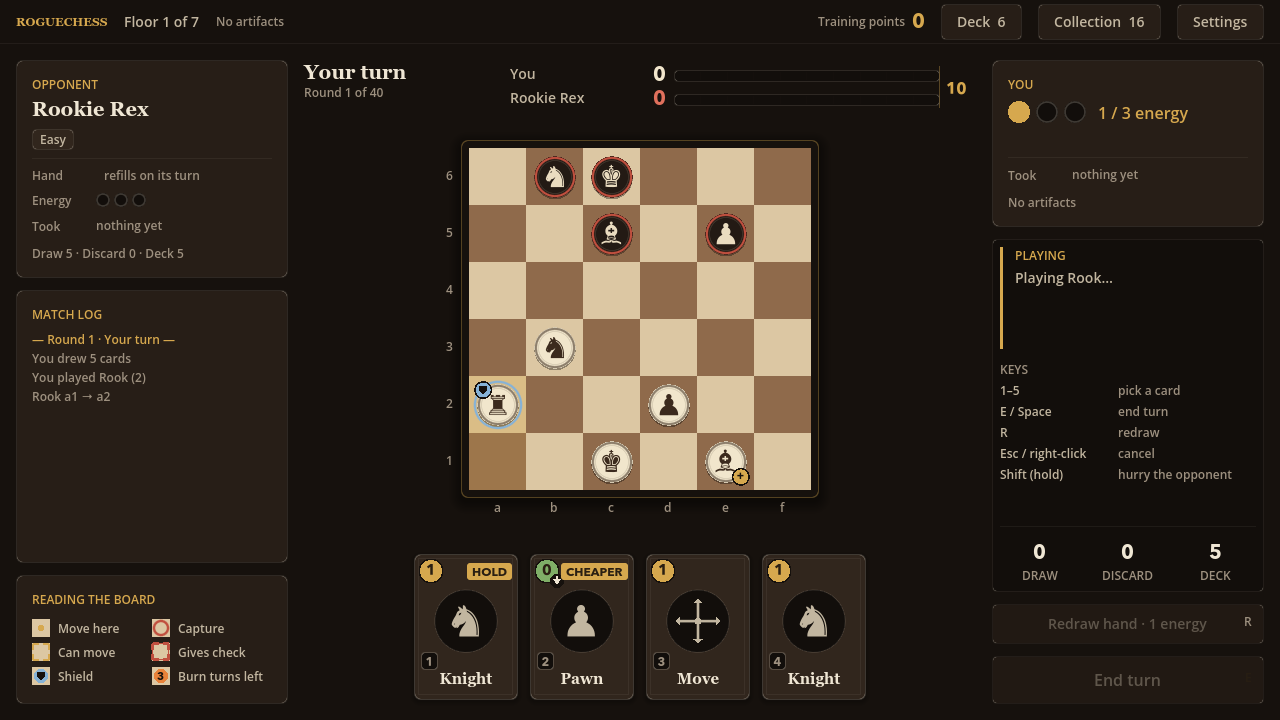 ROGUECHESS Floor 1 of 7 No artifacts
Training points 0 Deck 6 Collection 16 Settings
OPPONENT
Rookie Rex
Easy
Hand refills on its turn
Energy
Took nothing yet
Draw 5 · Discard 0 · Deck 5
MATCH LOG
— Round 1 · Your turn —
You drew 5 cards
You played Rook (2)
Rook a1 → a2
READING THE BOARD
Move here Capture
Can move Gives check
Shield 3 Burn turns left
Your turn
Round 1 of 40
You 0
Rookie Rex 0
10
6
5
4
3
2
1
a b c d e f
+
1 HOLD
1 Knight
0 CHEAPER
2 Pawn
1
3 Move
1
4 Knight
YOU
1 / 3 energy
Took nothing yet
No artifacts
PLAYING
Playing Rook...
KEYS
1–5 pick a card
E / Space end turn
R redraw
Esc / right-click cancel
Shift (hold) hurry the opponent
0 0 5
DRAW DISCARD DECK
Redraw hand · 1 energy R
End turn